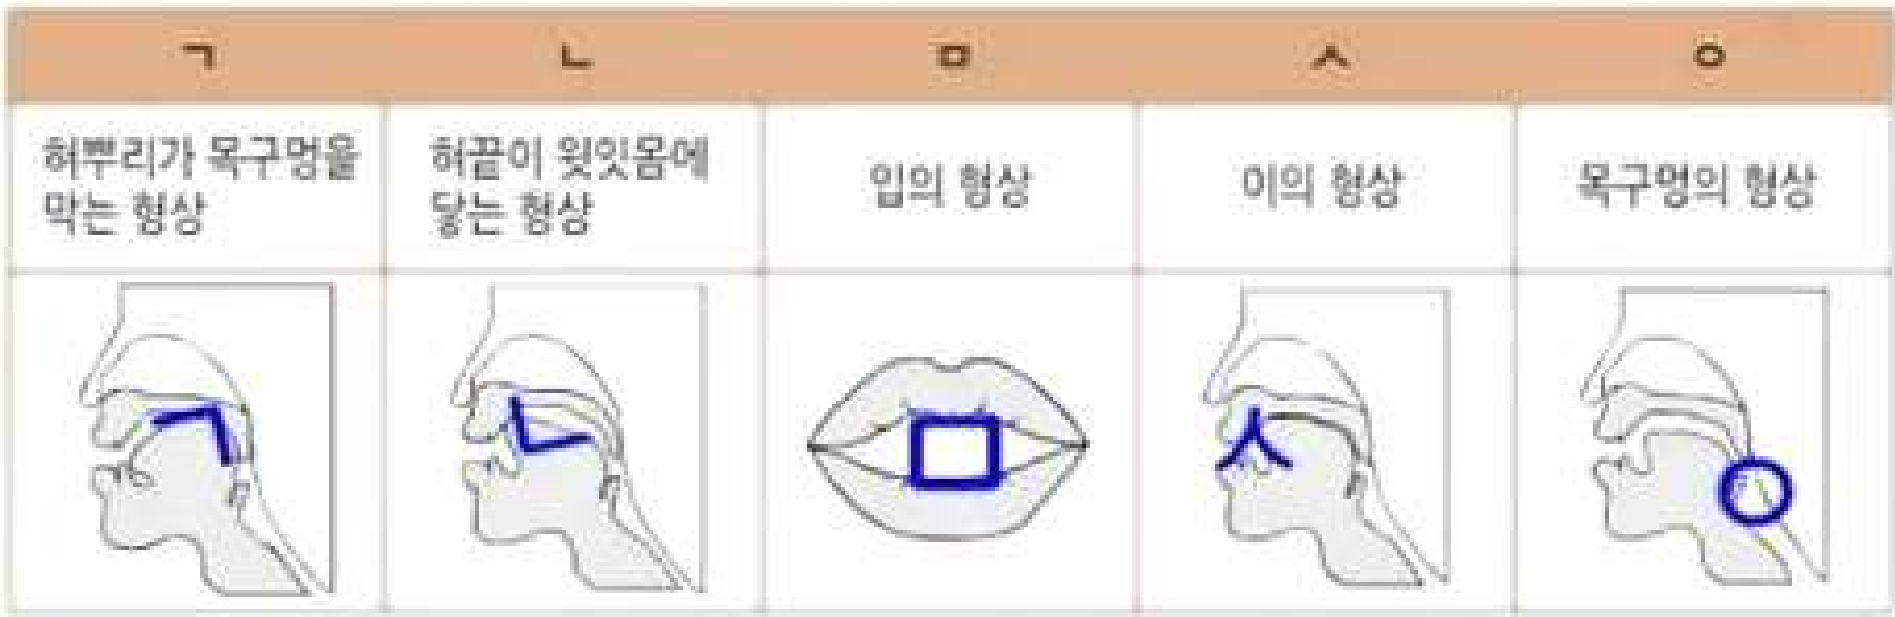 ㄱ ㄴ ㅁ ㅅ ㅇ
혀뿌리가 목구멍을
막는 형상
혀끝이 윗잇몸에
닿는 형상
입의 형상
이의 형상
목구멍의 형상